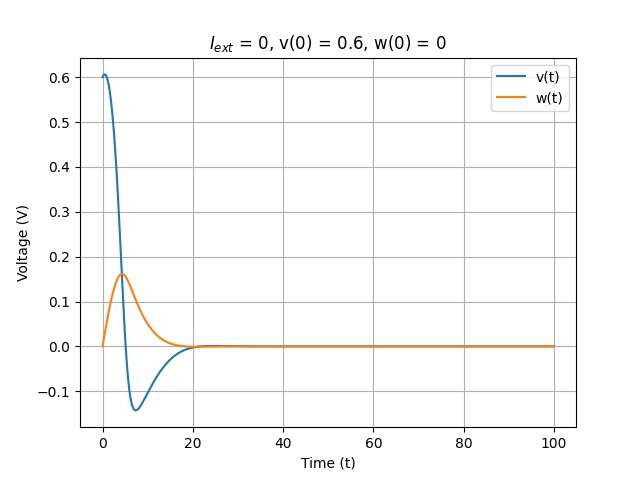 I_ext = 0, v(0) = 0.6, w(0) = 0
v(t)
w(t)
Voltage (V)
0.6
0.5
0.4
0.3
0.2
0.1
0.0
−0.1
0 20 40 60 80 100
Time (t)